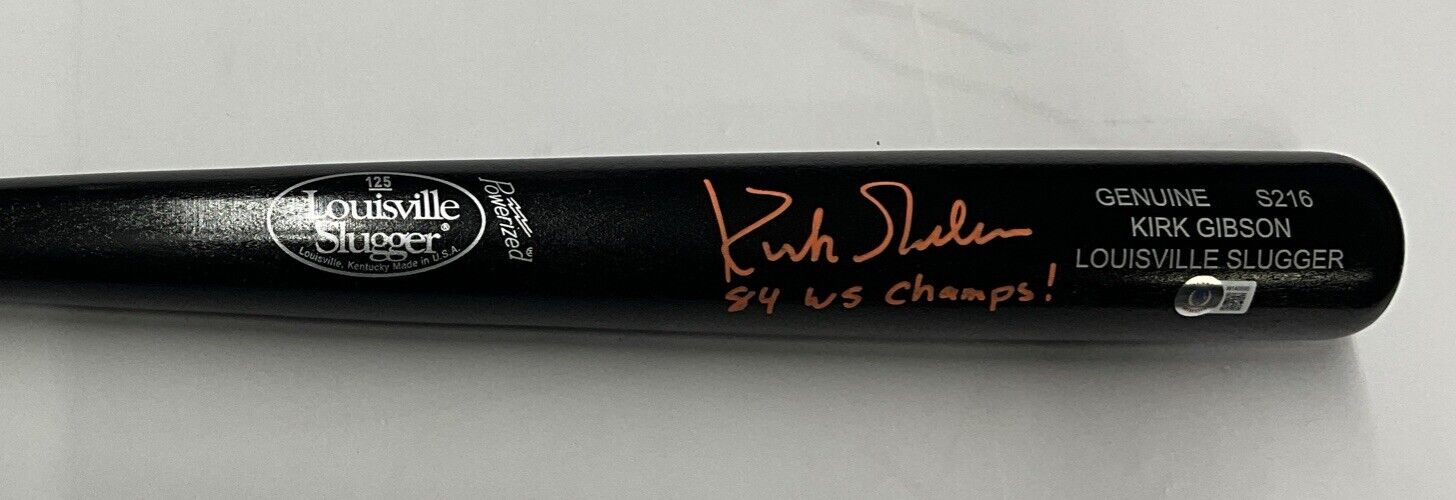 125
Louisville
Slugger®
Louisville, Kentucky Made in U.S.A.
Powerized
Kirk Gibson
84 WS Champs!
GENUINE S216
KIRK GIBSON
LOUISVILLE SLUGGER